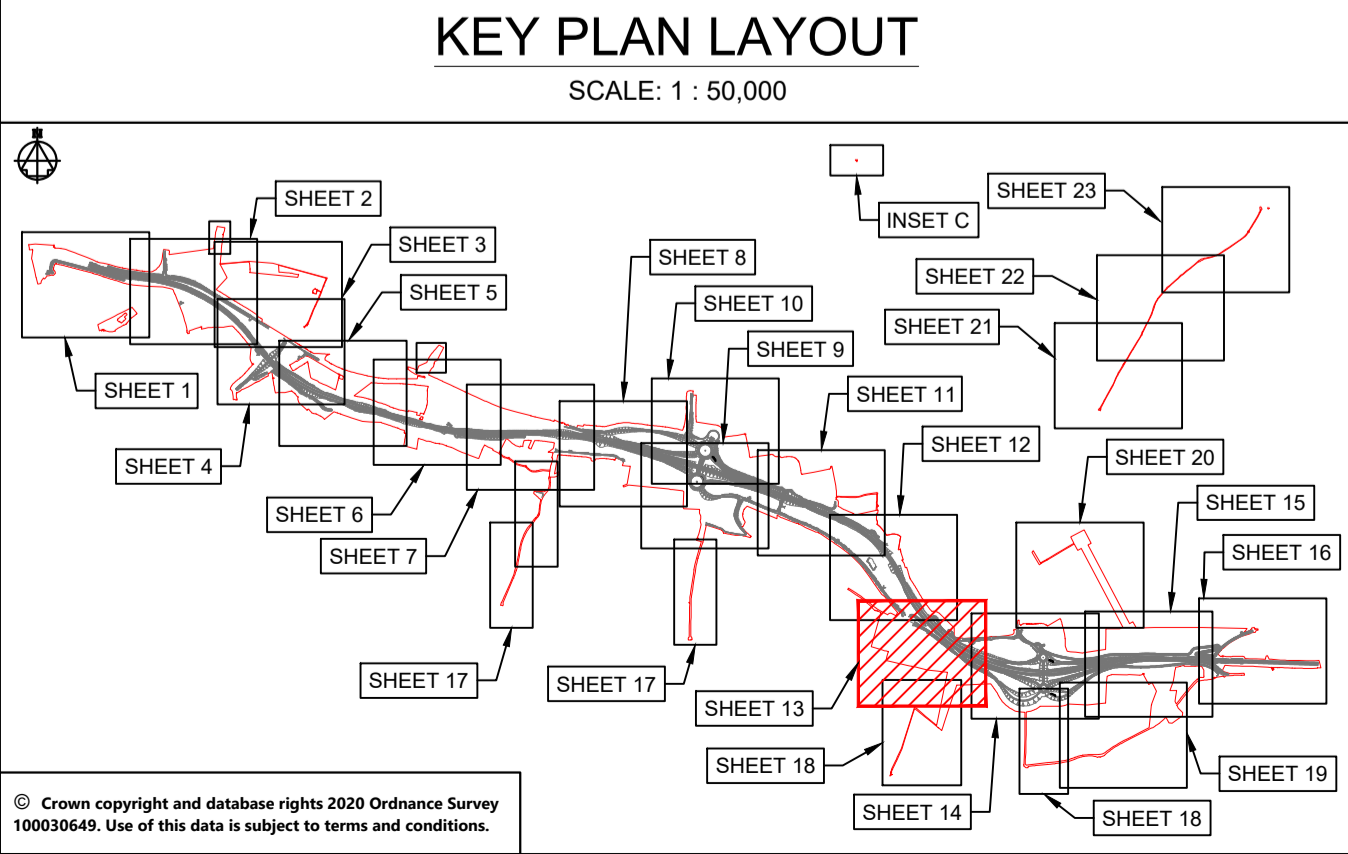 KEY PLAN LAYOUT
SCALE: 1 : 50,000
SHEET 2
SHEET 23
INSET C
SHEET 3
SHEET 8
SHEET 22
SHEET 5
SHEET 10
SHEET 21
SHEET 9
SHEET 1
SHEET 11
SHEET 12
SHEET 4
SHEET 20
SHEET 15
SHEET 6
SHEET 7
SHEET 16
SHEET 17
SHEET 17
SHEET 13
SHEET 18
SHEET 19
SHEET 14
SHEET 18
© Crown copyright and database rights 2020 Ordnance Survey
100030649. Use of this data is subject to terms and conditions.